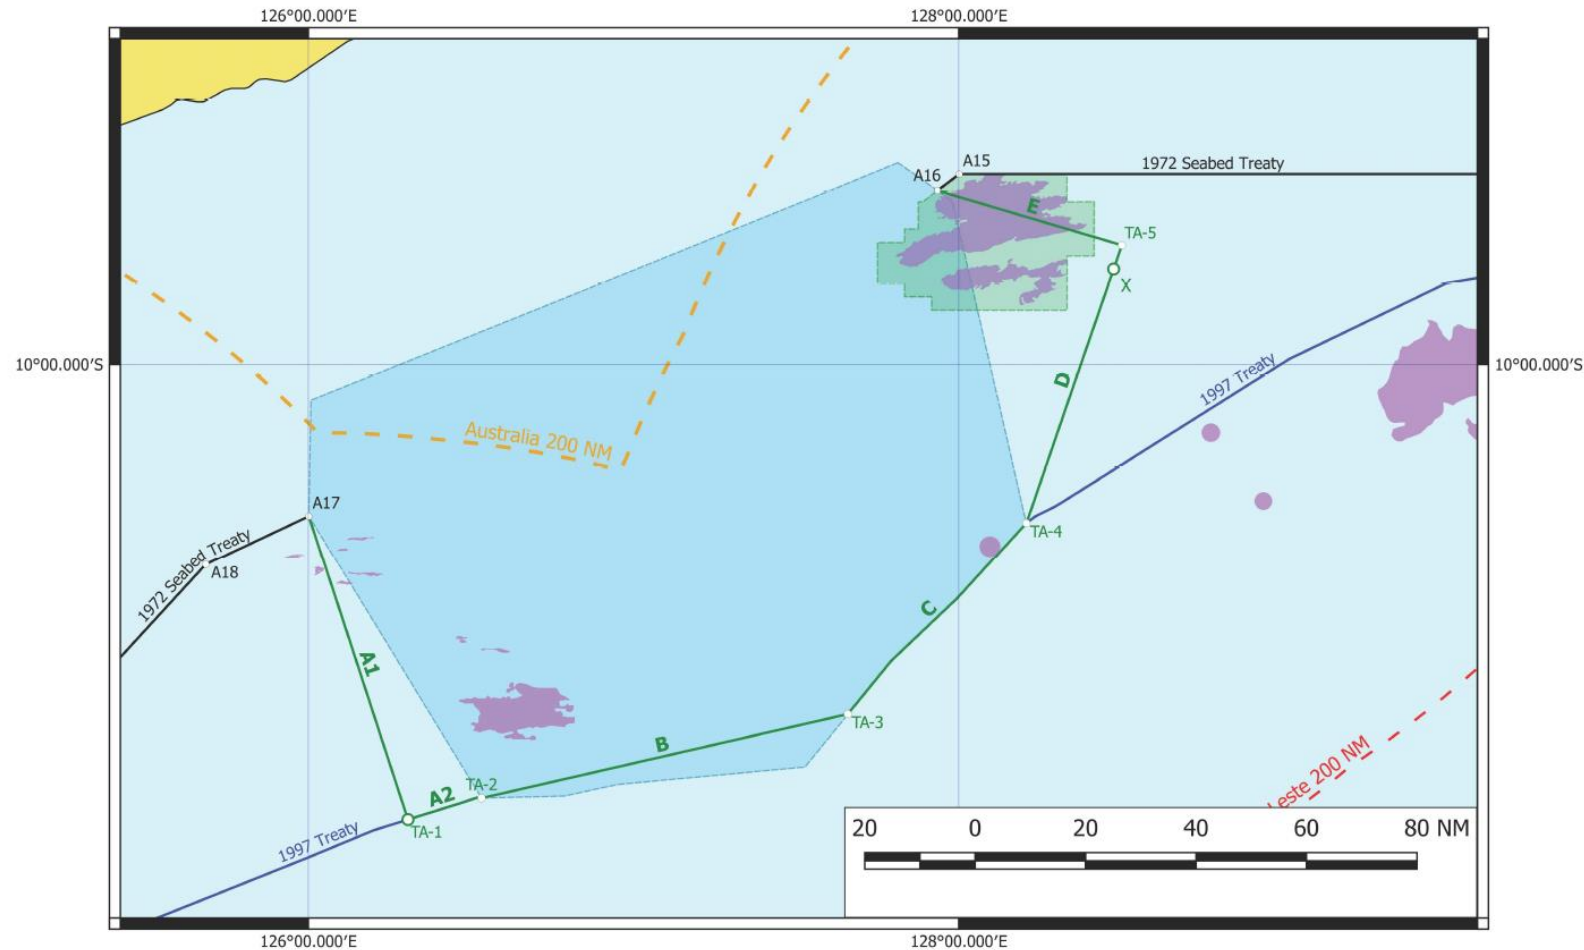 126°00.000'E
128°00.000'E
A15
1972 Seabed Treaty
A16
E
TA-5
X
10°00.000'S
10°00.000'S
D
1997 Treaty
Australia 200 NM
A17
1972 Seabed Treaty
A18
TA-4
C
A1
TA-3
B
TA-2
A2
TA-1
1997 Treaty
Leste 200 NM
20 0 20 40 60 80 NM
126°00.000'E
128°00.000'E